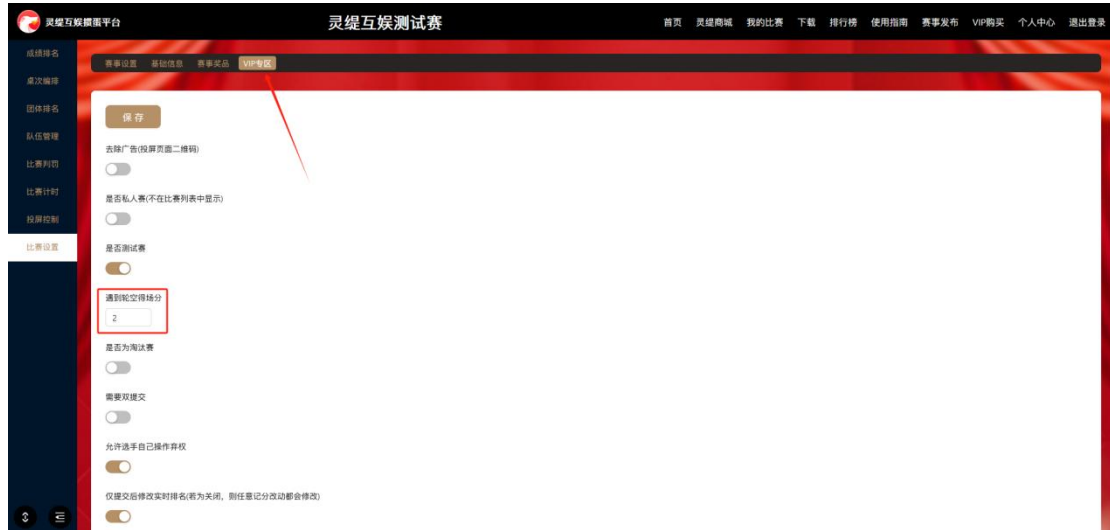 灵缇互娱掼蛋平台
灵缇互娱测试赛
首页 灵缇商城 我的比赛 下载 排行榜 使用指南 赛事发布 VIP购买 个人中心 退出登录
成绩排名
桌次编排
团体排名
队伍管理
比赛判罚
比赛计时
投屏控制
比赛设置
赛事设置 基础信息 赛事奖品 VIP专区
保存
去除广告(投屏页面二维码)
是否私人赛(不在比赛列表中显示)
是否测试赛
遇到轮空得场分
2
是否为淘汰赛
需要双提交
允许选手自己操作弃权
仅提交后修改实时排名(若为关闭，则任意记分改动都会修改)